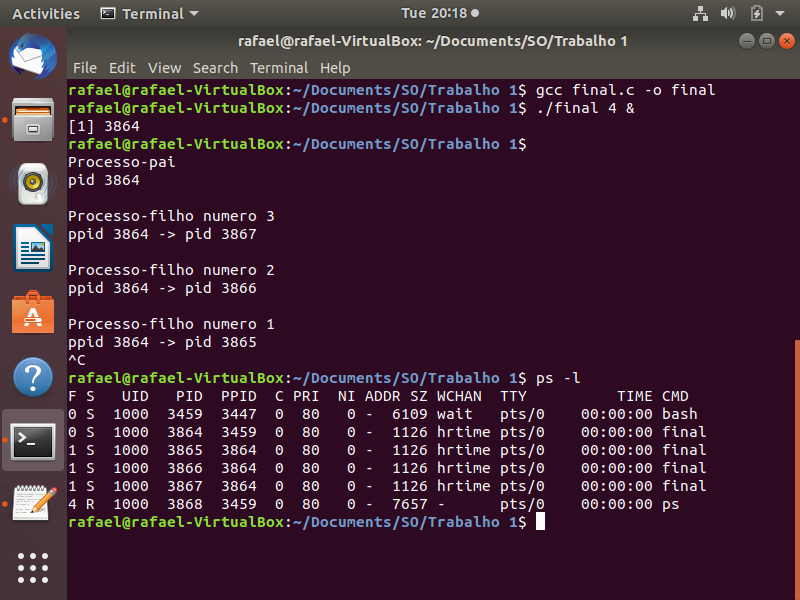 Activities Terminal Tue 20:18
rafael@rafael-VirtualBox: ~/Documents/SO/Trabalho 1
File Edit View Search Terminal Help
rafael@rafael-VirtualBox:~/Documents/SO/Trabalho 1$ gcc final.c -o final
rafael@rafael-VirtualBox:~/Documents/SO/Trabalho 1$ ./final 4 &
[1] 3864
rafael@rafael-VirtualBox:~/Documents/SO/Trabalho 1$
Processo-pai
pid 3864
Processo-filho numero 3
ppid 3864 -> pid 3867
Processo-filho numero 2
ppid 3864 -> pid 3866
Processo-filho numero 1
ppid 3864 -> pid 3865
^C
rafael@rafael-VirtualBox:~/Documents/SO/Trabalho 1$ ps -l
F S   UID   PID  PPID  C PRI  NI ADDR SZ WCHAN  TTY          TIME CMD
0 S  1000  3459  3447  0  80   0 -  6109 wait   pts/0    00:00:00 bash
0 S  1000  3864  3459  0  80   0 -  1126 hrtime pts/0    00:00:00 final
1 S  1000  3865  3864  0  80   0 -  1126 hrtime pts/0    00:00:00 final
1 S  1000  3866  3864  0  80   0 -  1126 hrtime pts/0    00:00:00 final
1 S  1000  3867  3864  0  80   0 -  1126 hrtime pts/0    00:00:00 final
4 R  1000  3868  3459  0  80   0 -  7657 -      pts/0    00:00:00 ps
rafael@rafael-VirtualBox:~/Documents/SO/Trabalho 1$